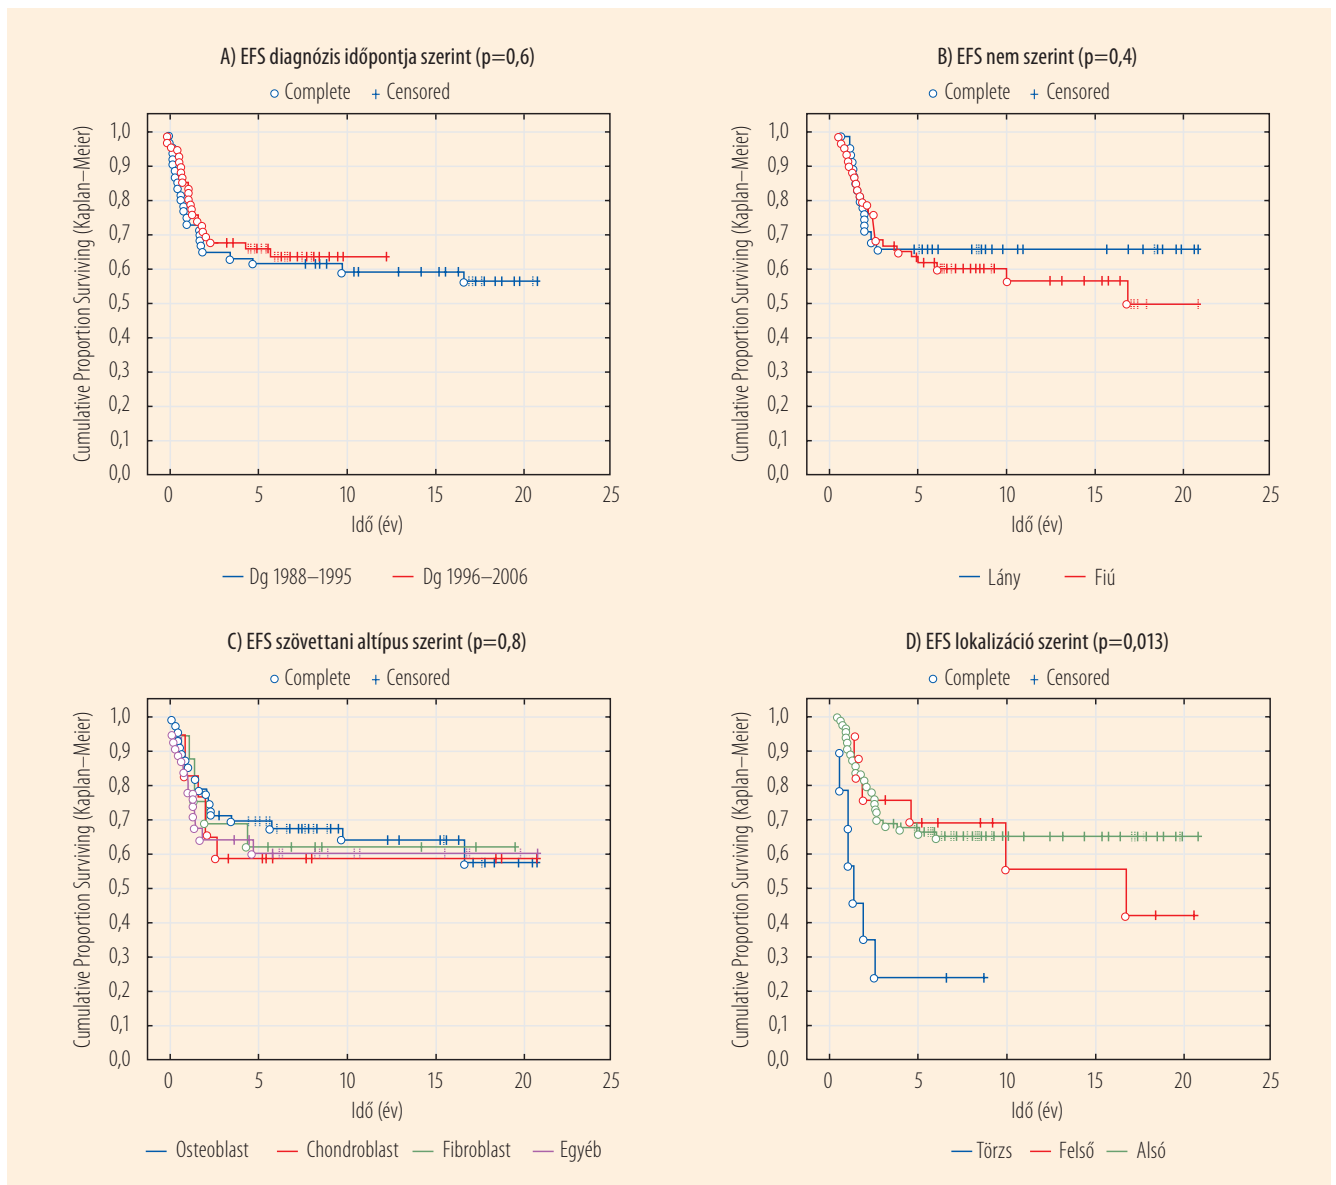 A) EFS diagnózis időpontja szerint (p=0,6)
Complete Censored
Cumulative Proportion Surviving (Kaplan–Meier)
1,0
0,9
0,8
0,7
0,6
0,5
0,4
0,3
0,2
0,1
0,0
0 5 10 15 20 25
Idő (év)
Dg 1988–1995 Dg 1996–2006
B) EFS nem szerint (p=0,4)
Complete Censored
Cumulative Proportion Surviving (Kaplan–Meier)
1,0
0,9
0,8
0,7
0,6
0,5
0,4
0,3
0,2
0,1
0,0
0 5 10 15 20 25
Idő (év)
Lány Fiú
C) EFS szövettani altípus szerint (p=0,8)
Complete Censored
Cumulative Proportion Surviving (Kaplan–Meier)
1,0
0,9
0,8
0,7
0,6
0,5
0,4
0,3
0,2
0,1
0,0
0 5 10 15 20 25
Idő (év)
Osteoblast Chondroblast Fibroblast Egyéb
D) EFS lokalizáció szerint (p=0,013)
Complete Censored
Cumulative Proportion Surviving (Kaplan–Meier)
1,0
0,9
0,8
0,7
0,6
0,5
0,4
0,3
0,2
0,1
0,0
0 5 10 15 20 25
Idő (év)
Törzs Felső Alsó